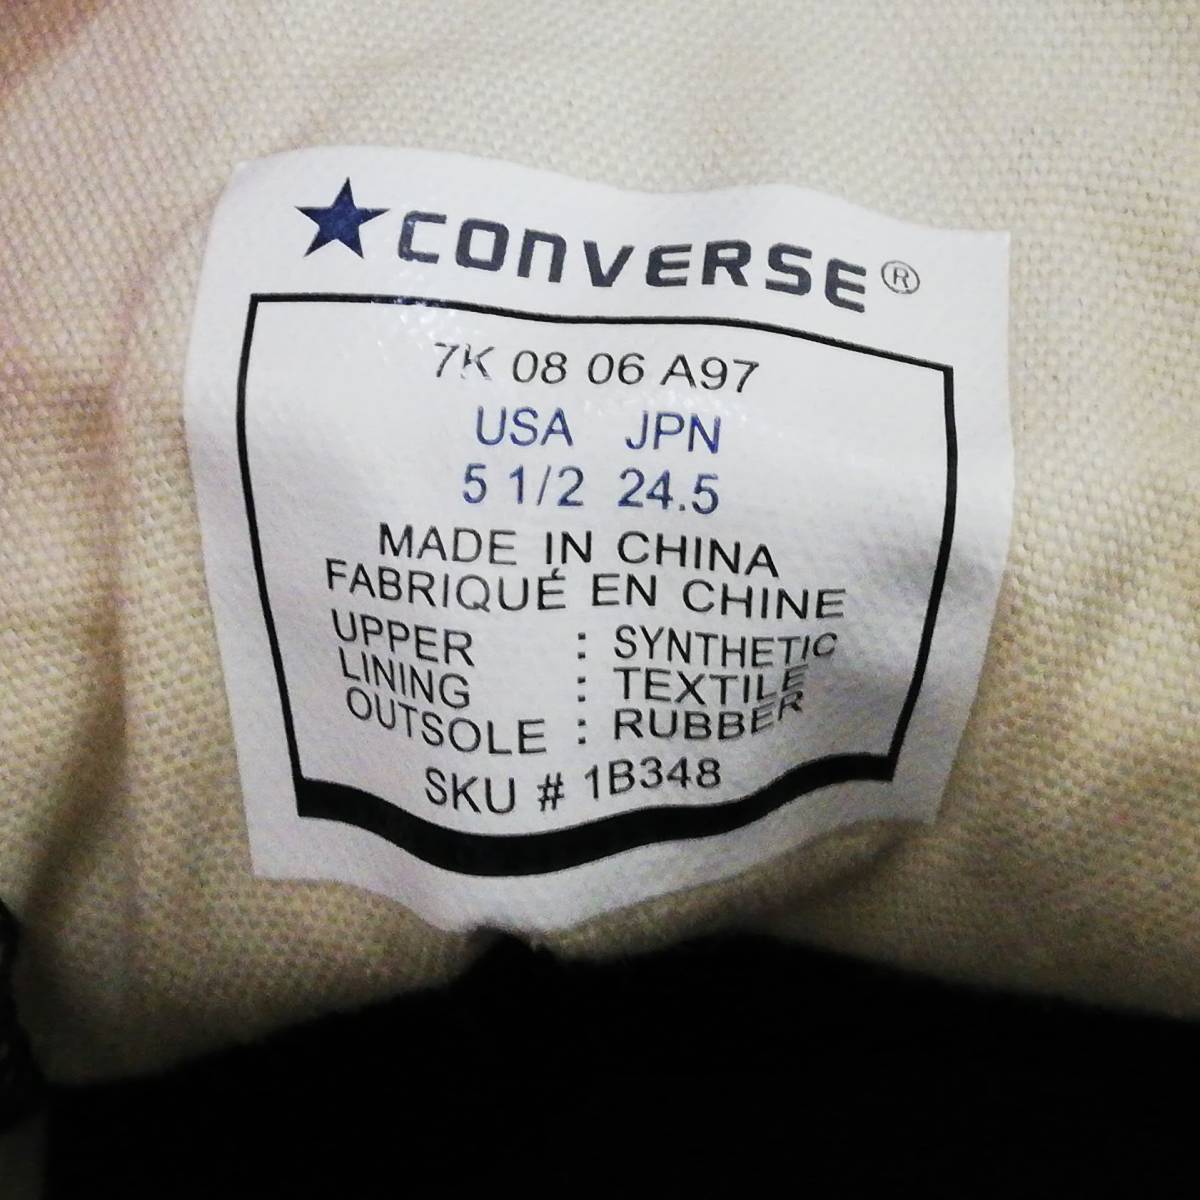 CONVERSE®
7K 08 06 A97
USA JPN
5 1/2 24.5
MADE IN CHINA
FABRIQUÉ EN CHINE
UPPER : SYNTHETIC
LINING : TEXTILE
OUTSOLE : RUBBER
SKU # 1B348